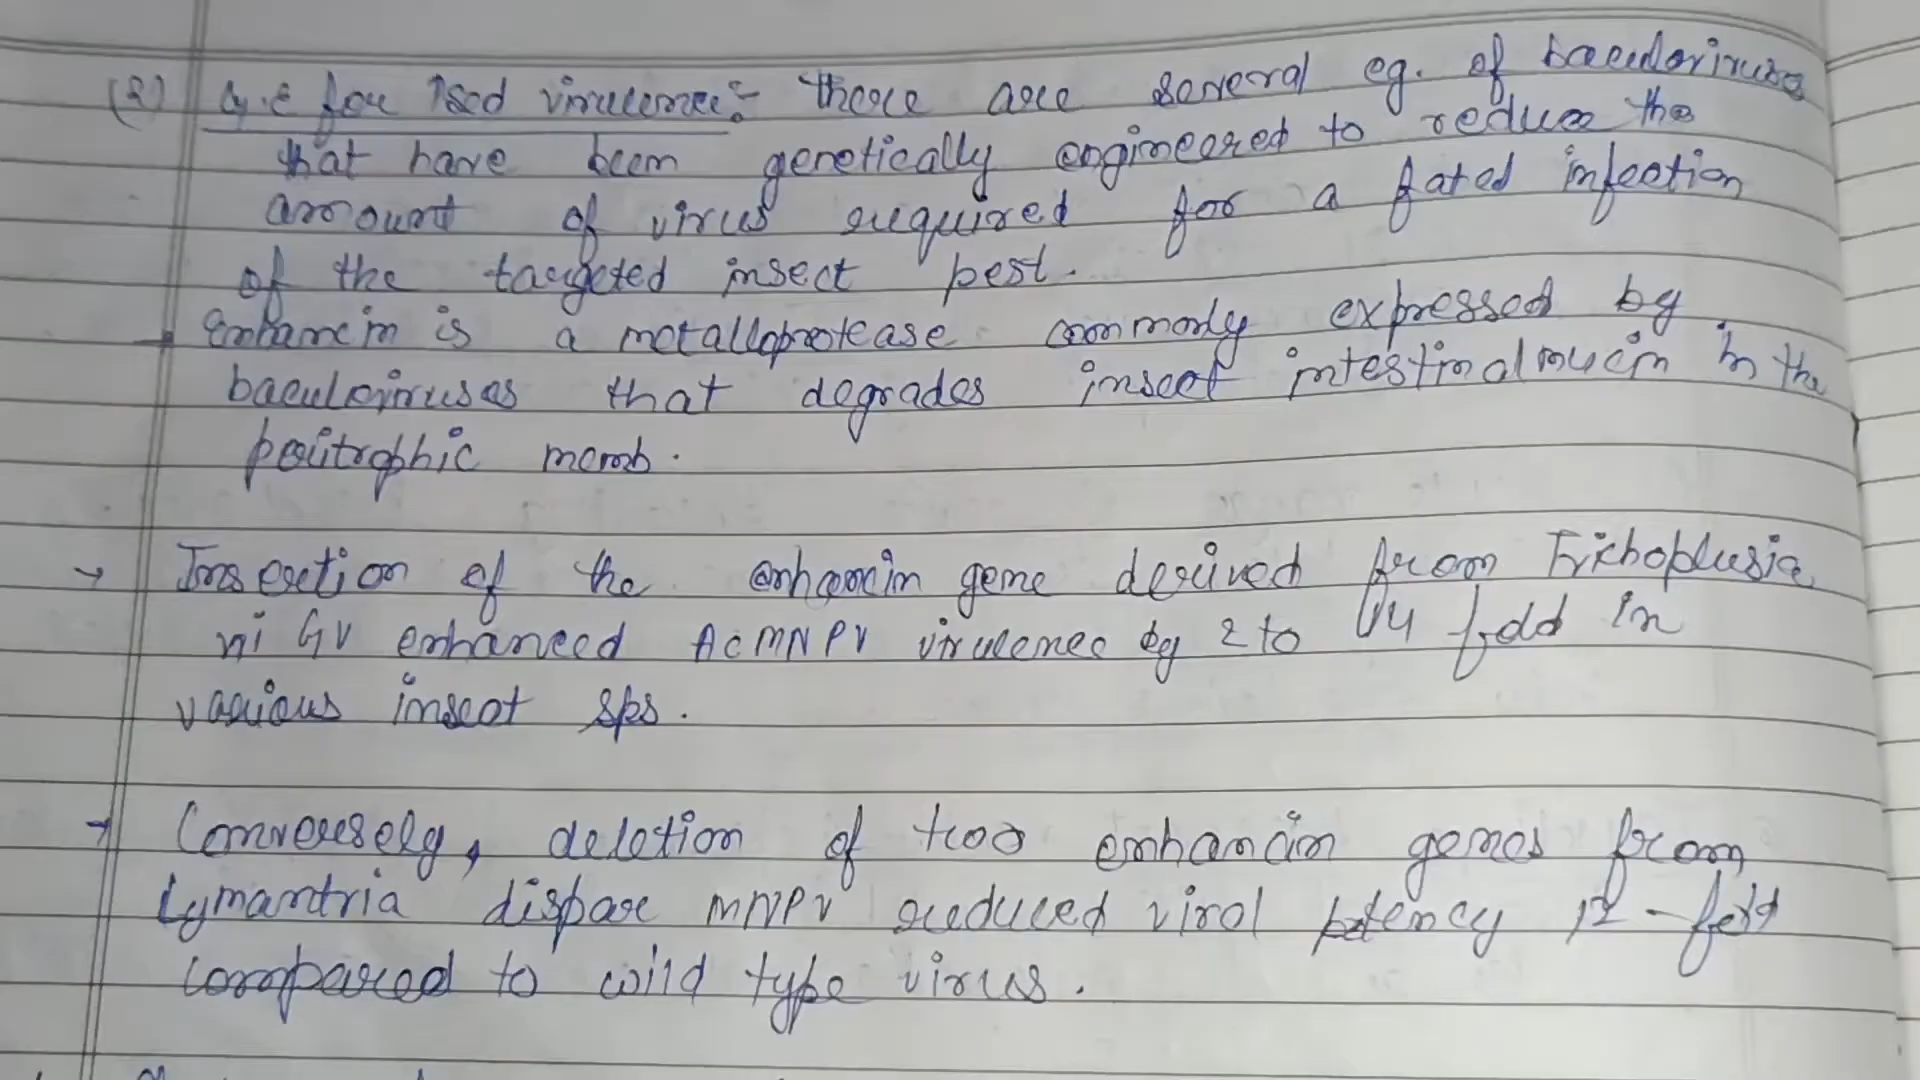 (2) G.E for ↑sed virulence:- there are several eg. of baculoviruses
that have been genetically engineered to reduce the
amount of virus required for a fated infection
of the targeted insect pest.
→ Enhancin is a metalloprotease commonly expressed by
baculoviruses that degrades insect intestinal mucin in the
peritrophic memb.
→ Insertion of the enhancin gene derived from Trichoplusia
ni GV enhanced AcMNPV virulence by 2 to 14 fold in
various insect sps.
→ Conversely, deletion of two enhancin genes from
Lymantria dispar MNPV reduced viral potency 12-fold
compared to wild type virus.